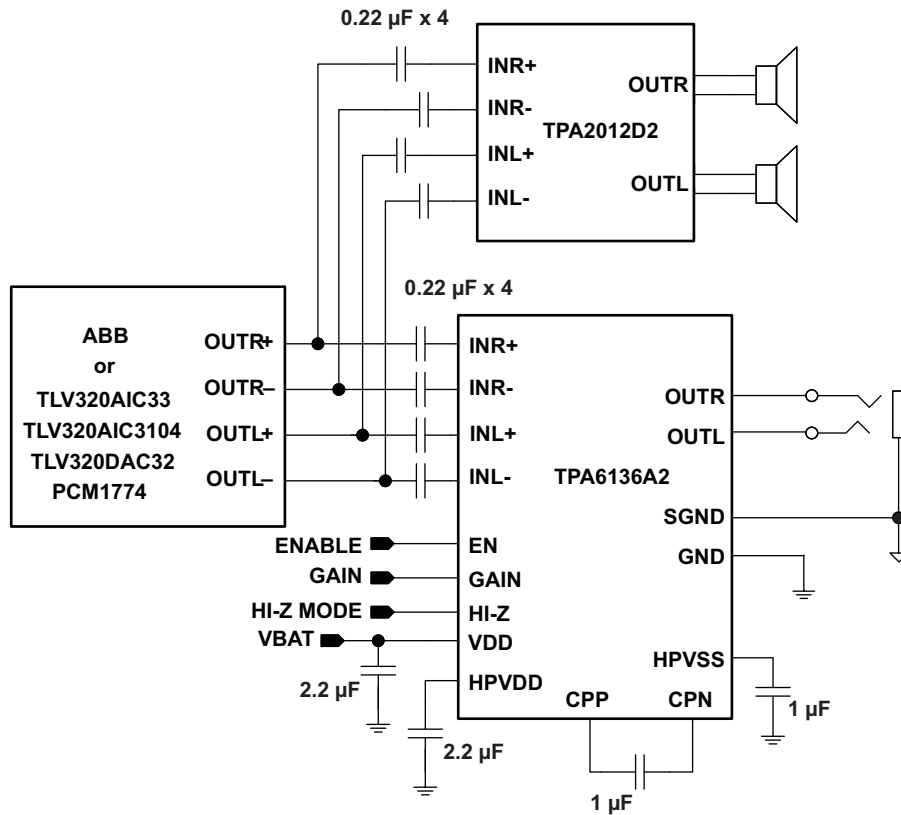 0.22 µF x 4
INR+
INR-
INL+
INL-
OUTR
TPA2012D2
OUTL
0.22 µF x 4
ABB
or
TLV320AIC33
TLV320AIC3104
TLV320DAC32
PCM1774
OUTR+
OUTR–
OUTL+
OUTL–
INR+
INR-
INL+
INL-
OUTR
OUTL
TPA6136A2
SGND
GND
ENABLE
EN
GAIN
GAIN
HI-Z MODE
HI-Z
VBAT
VDD
HPVDD
HPVSS
2.2 µF
2.2 µF
CPP
CPN
1 µF
1 µF